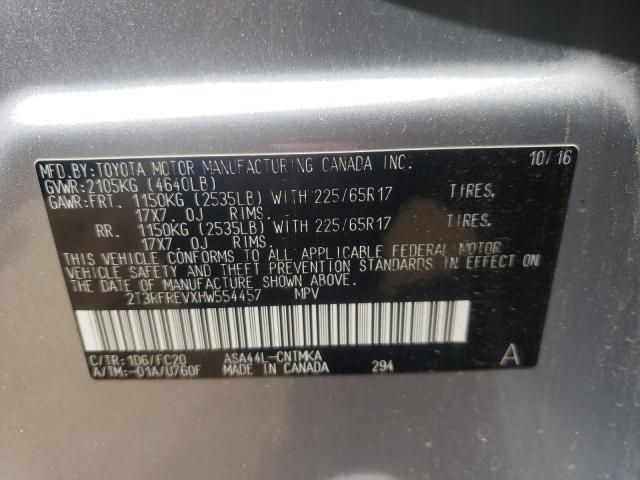 MFD.BY:TOYOTA MOTOR MANUFACTURING CANADA INC. 10/16
GVWR:2105KG (4640LB)
GAWR:FRT. 1150KG (2535LB) WITH 225/65R17 TIRES.
17X7.0J RIMS.
RR. 1150KG (2535LB) WITH 225/65R17 TIRES.
17X7.0J RIMS.
THIS VEHICLE CONFORMS TO ALL APPLICABLE FEDERAL MOTOR
VEHICLE SAFETY AND THEFT PREVENTION STANDARDS IN EFFECT ON
THE DATE OF MANUFACTURE SHOWN ABOVE.
2T3RFREVXHW554457 MPV
C/TR:1D6/FC20 ASA44L-CNTMKA A
A/TM:-01A/U760F MADE IN CANADA 294